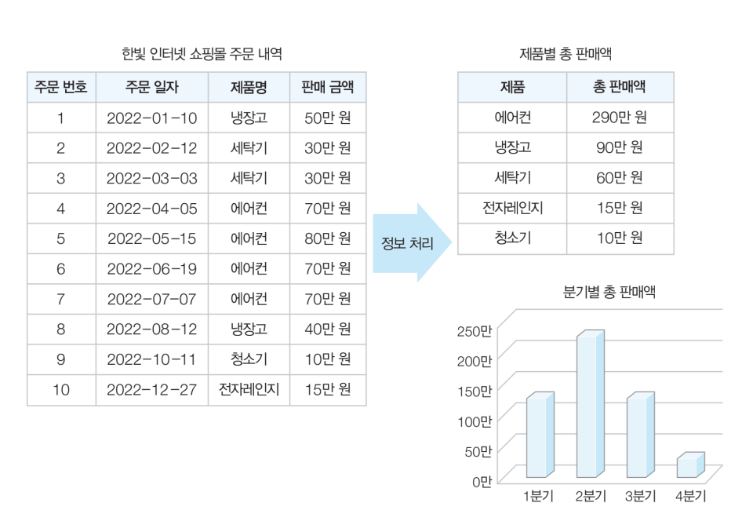 한빛 인터넷 쇼핑몰 주문 내역
주문 번호 주문 일자 제품명 판매 금액
1 2022-01-10 냉장고 50만 원
2 2022-02-12 세탁기 30만 원
3 2022-03-03 세탁기 30만 원
4 2022-04-05 에어컨 70만 원
5 2022-05-15 에어컨 80만 원
6 2022-06-19 에어컨 70만 원
7 2022-07-07 에어컨 70만 원
8 2022-08-12 냉장고 40만 원
9 2022-10-11 청소기 10만 원
10 2022-12-27 전자레인지 15만 원
정보 처리
제품별 총 판매액
제품 총 판매액
에어컨 290만 원
냉장고 90만 원
세탁기 60만 원
전자레인지 15만 원
청소기 10만 원
분기별 총 판매액
250만
200만
150만
100만
50만
0만
1분기 2분기 3분기 4분기